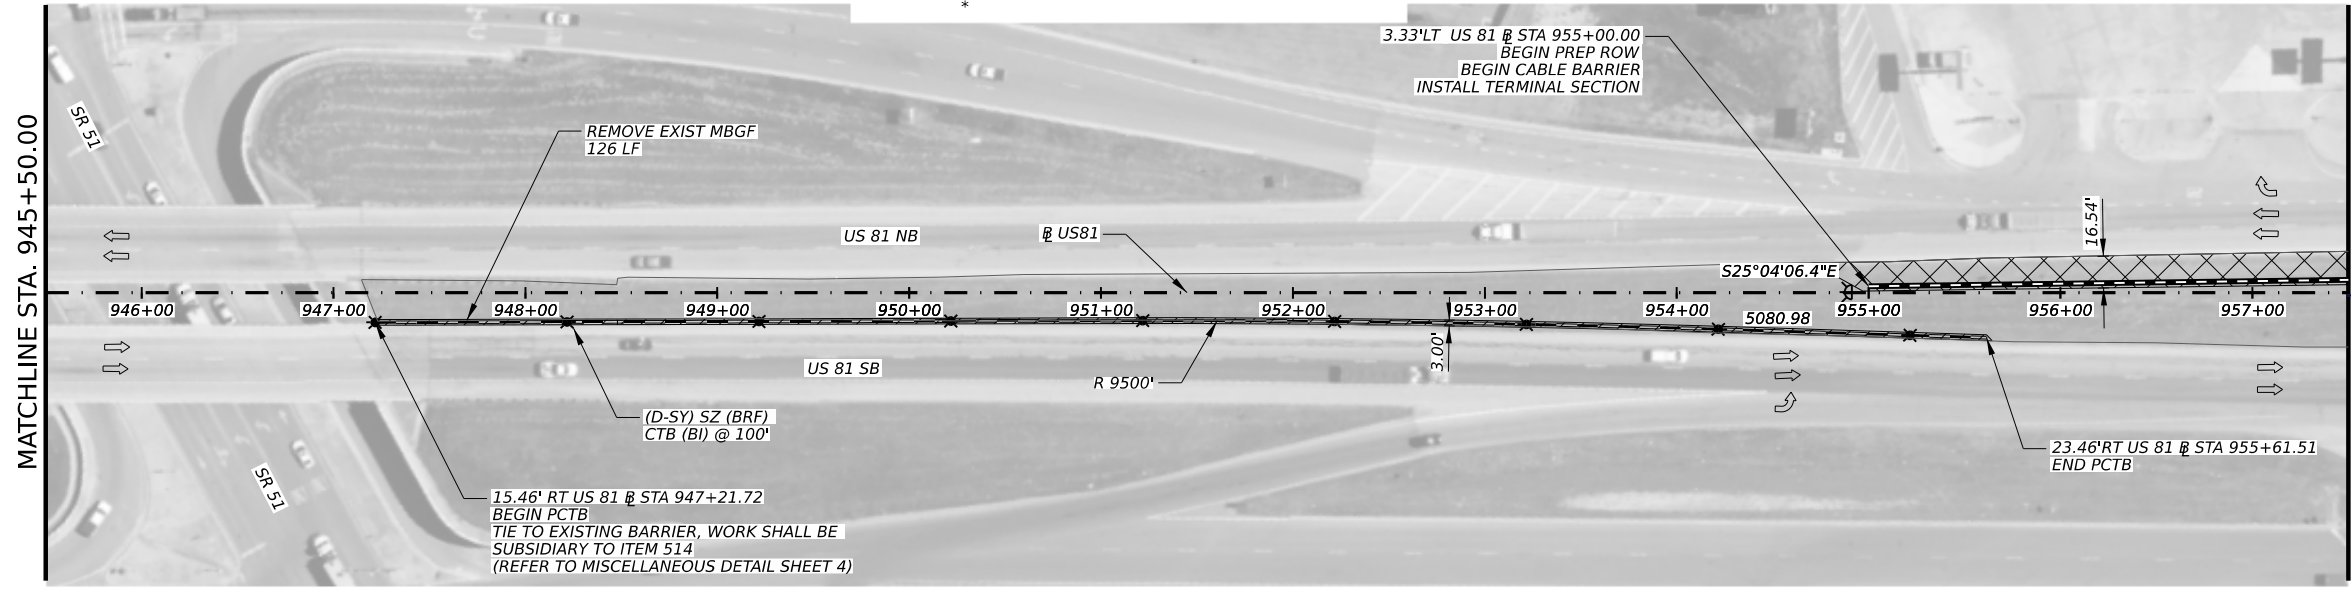 *
3.33'LT US 81 ⅊ STA 955+00.00
BEGIN PREP ROW
BEGIN CABLE BARRIER
INSTALL TERMINAL SECTION
MATCHLINE STA. 945+50.00
SR 51
REMOVE EXIST MBGF
126 LF
US 81 NB
⅊ US81
16.54'
S25°04'06.4"E
946+00
947+00
948+00
949+00
950+00
951+00
952+00
953+00
954+00
955+00
956+00
957+00
5080.98
3.00'
US 81 SB
R 9500'
(D-SY) SZ (BRF)
CTB (BI) @ 100'
23.46'RT US 81 ⅊ STA 955+61.51
END PCTB
SR 51
15.46' RT US 81 ⅊ STA 947+21.72
BEGIN PCTB
TIE TO EXISTING BARRIER, WORK SHALL BE
SUBSIDIARY TO ITEM 514
(REFER TO MISCELLANEOUS DETAIL SHEET 4)